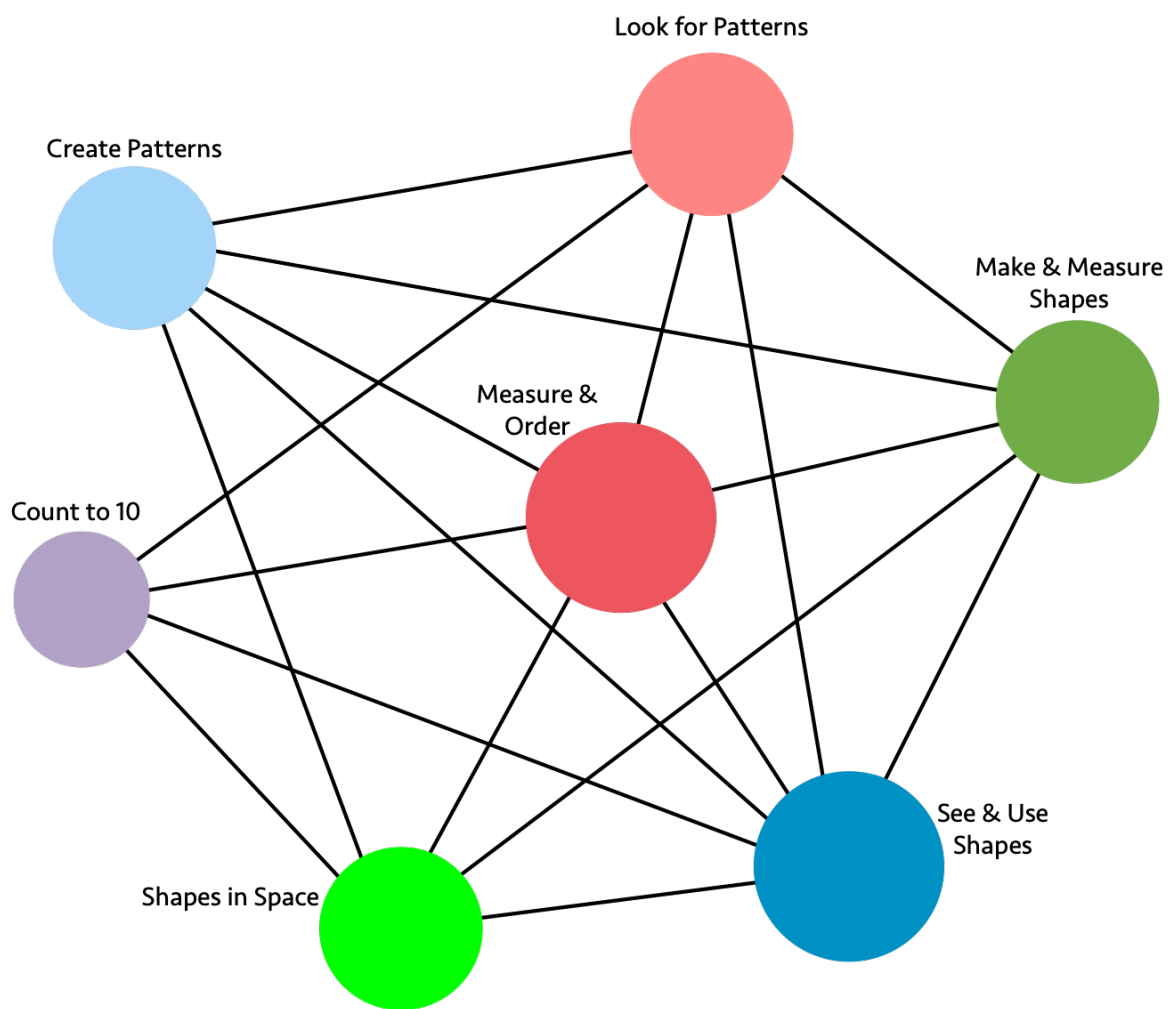 Look for Patterns
Create Patterns
Make & Measure
Shapes
Measure &
Order
Count to 10
See & Use
Shapes
Shapes in Space